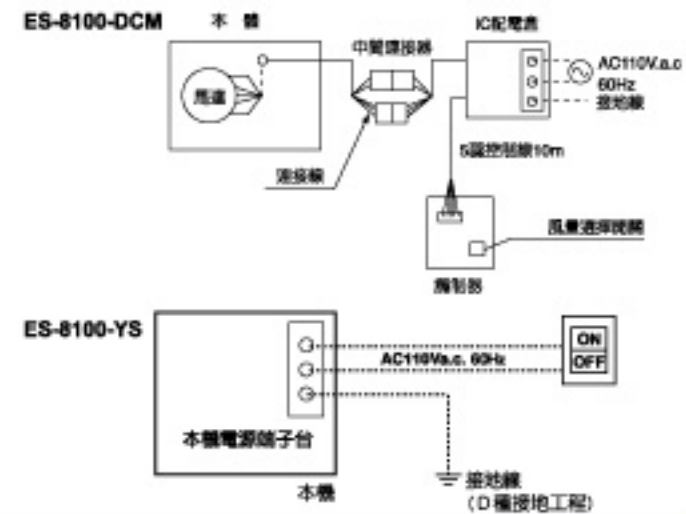 ES-8100-DCM
本 體
馬達
中間連接器
IC配電盒
AC110V.a.c
60Hz
接地線
連接線
5蕊控制線10m
風量選擇開關
控制器
ES-8100-YS
本機電源端子台
本機
AC110Va.c. 60Hz
ON
OFF
接地線
(D種接地工程)